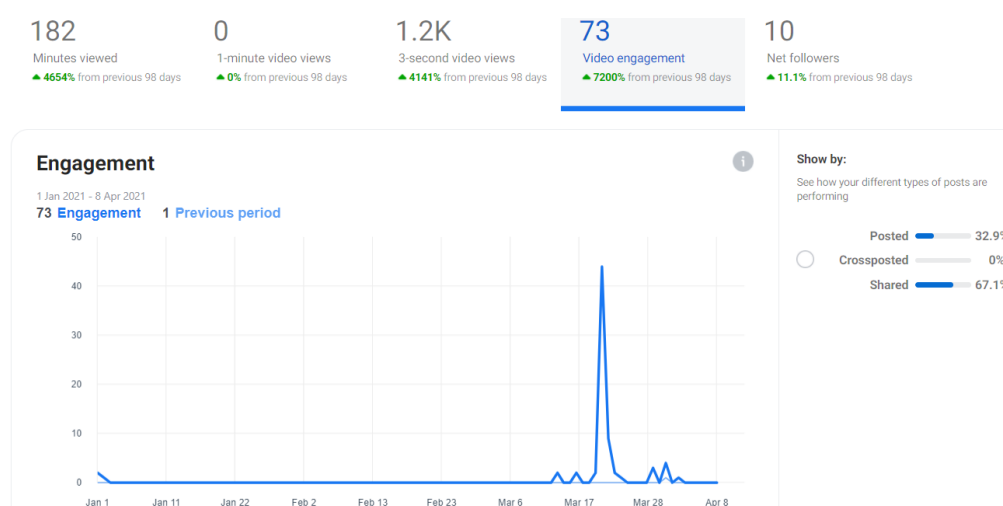 182
Minutes viewed
4654% from previous 98 days
0
1-minute video views
0% from previous 98 days
1.2K
3-second video views
4141% from previous 98 days
73
Video engagement
7200% from previous 98 days
10
Net followers
11.1% from previous 98 days
Engagement
i
1 Jan 2021 - 8 Apr 2021
73 Engagement 1 Previous period
50
40
30
20
10
0
Jan 1 Jan 11 Jan 22 Feb 2 Feb 13 Feb 23 Mar 6 Mar 17 Mar 28 Apr 8
Show by:
See how your different types of posts are
performing
Posted 32.9%
Crossposted 0%
Shared 67.1%